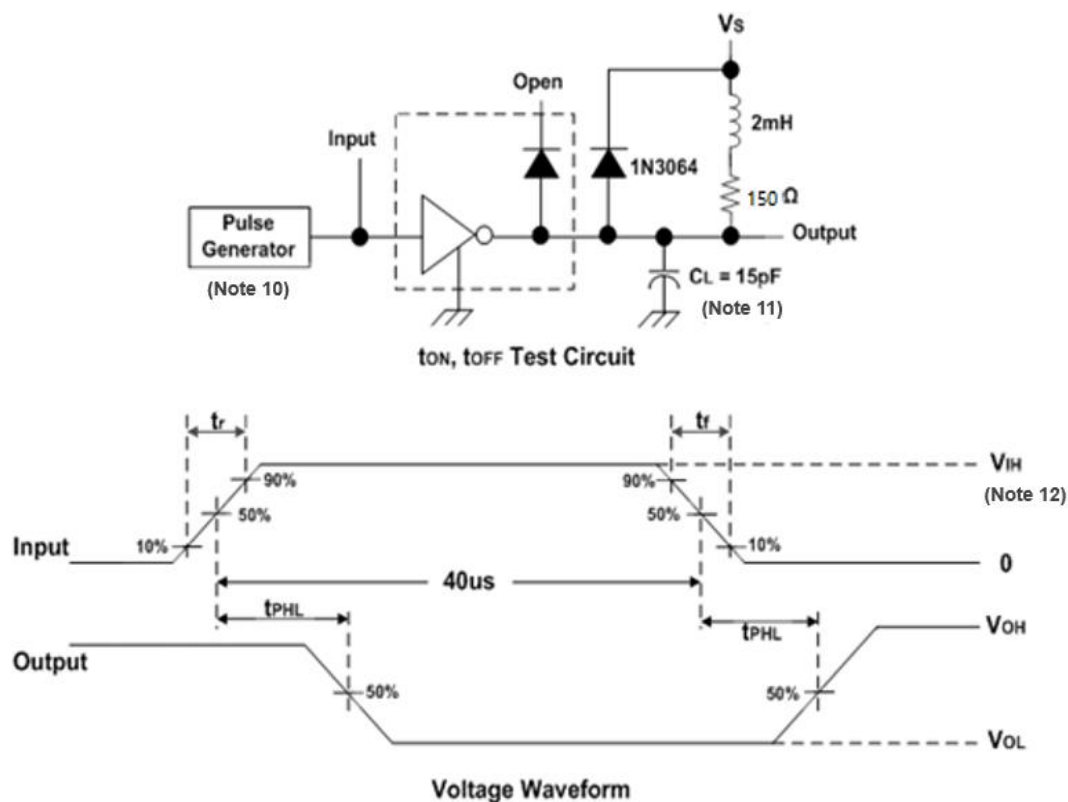 Vs
Open
2mH
Input
1N3064
150 Ω
Pulse
Generator
Output
(Note 10)
CL = 15pF
(Note 11)
tON, tOFF Test Circuit
tr
tf
90%
90%
VIH
(Note 12)
50%
50%
Input
10%
10%
0
40us
tPHL
tPHL
VOH
Output
50%
50%
VOL
Voltage Waveform